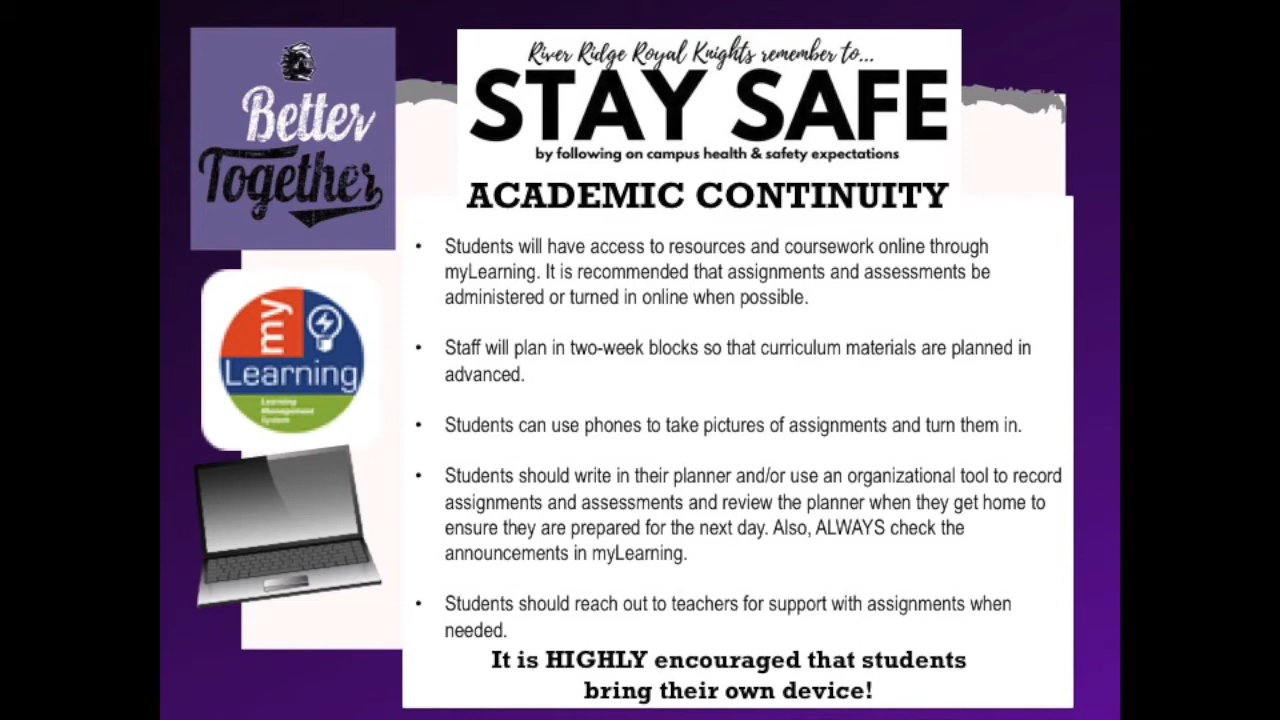 Better
Together
River Ridge Royal Knights remember to...
STAY SAFE
by following on campus health & safety expectations
ACADEMIC CONTINUITY
• Students will have access to resources and coursework online through
myLearning. It is recommended that assignments and assessments be
administered or turned in online when possible.
• Staff will plan in two-week blocks so that curriculum materials are planned in
advanced.
• Students can use phones to take pictures of assignments and turn them in.
• Students should write in their planner and/or use an organizational tool to record
assignments and assessments and review the planner when they get home to
ensure they are prepared for the next day. Also, ALWAYS check the
announcements in myLearning.
• Students should reach out to teachers for support with assignments when
needed.
It is HIGHLY encouraged that students
bring their own device!
my
Learning
Learning
Management
System